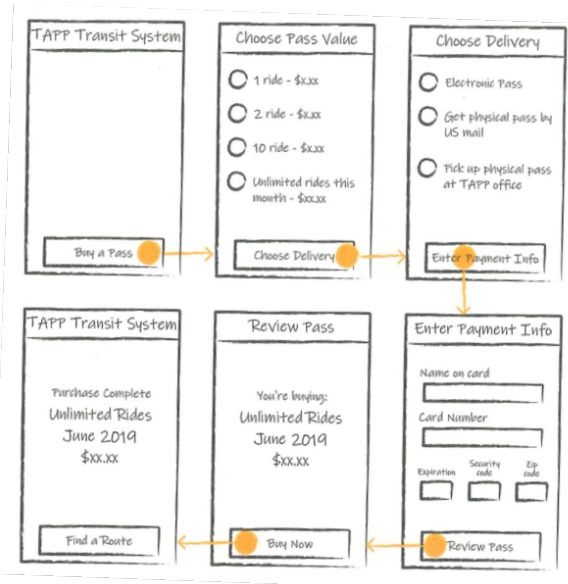 TAPP Transit System
Buy a Pass
Choose Pass Value
1 ride - $x.xx
2 ride - $x.xx
10 ride - $x.xx
Unlimited rides this
month - $xx.xx
Choose Delivery
Choose Delivery
Electronic Pass
Get physical pass by
US mail
Pick up physical pass
at TAPP office
Enter Payment Info
Enter Payment Info
Name on card
Card Number
Expiration
Security
code
Zip
code
Review Pass
Review Pass
You're buying:
Unlimited Rides
June 2019
$xx.xx
Buy Now
TAPP Transit System
Purchase Complete
Unlimited Rides
June 2019
$xx.xx
Find a Route